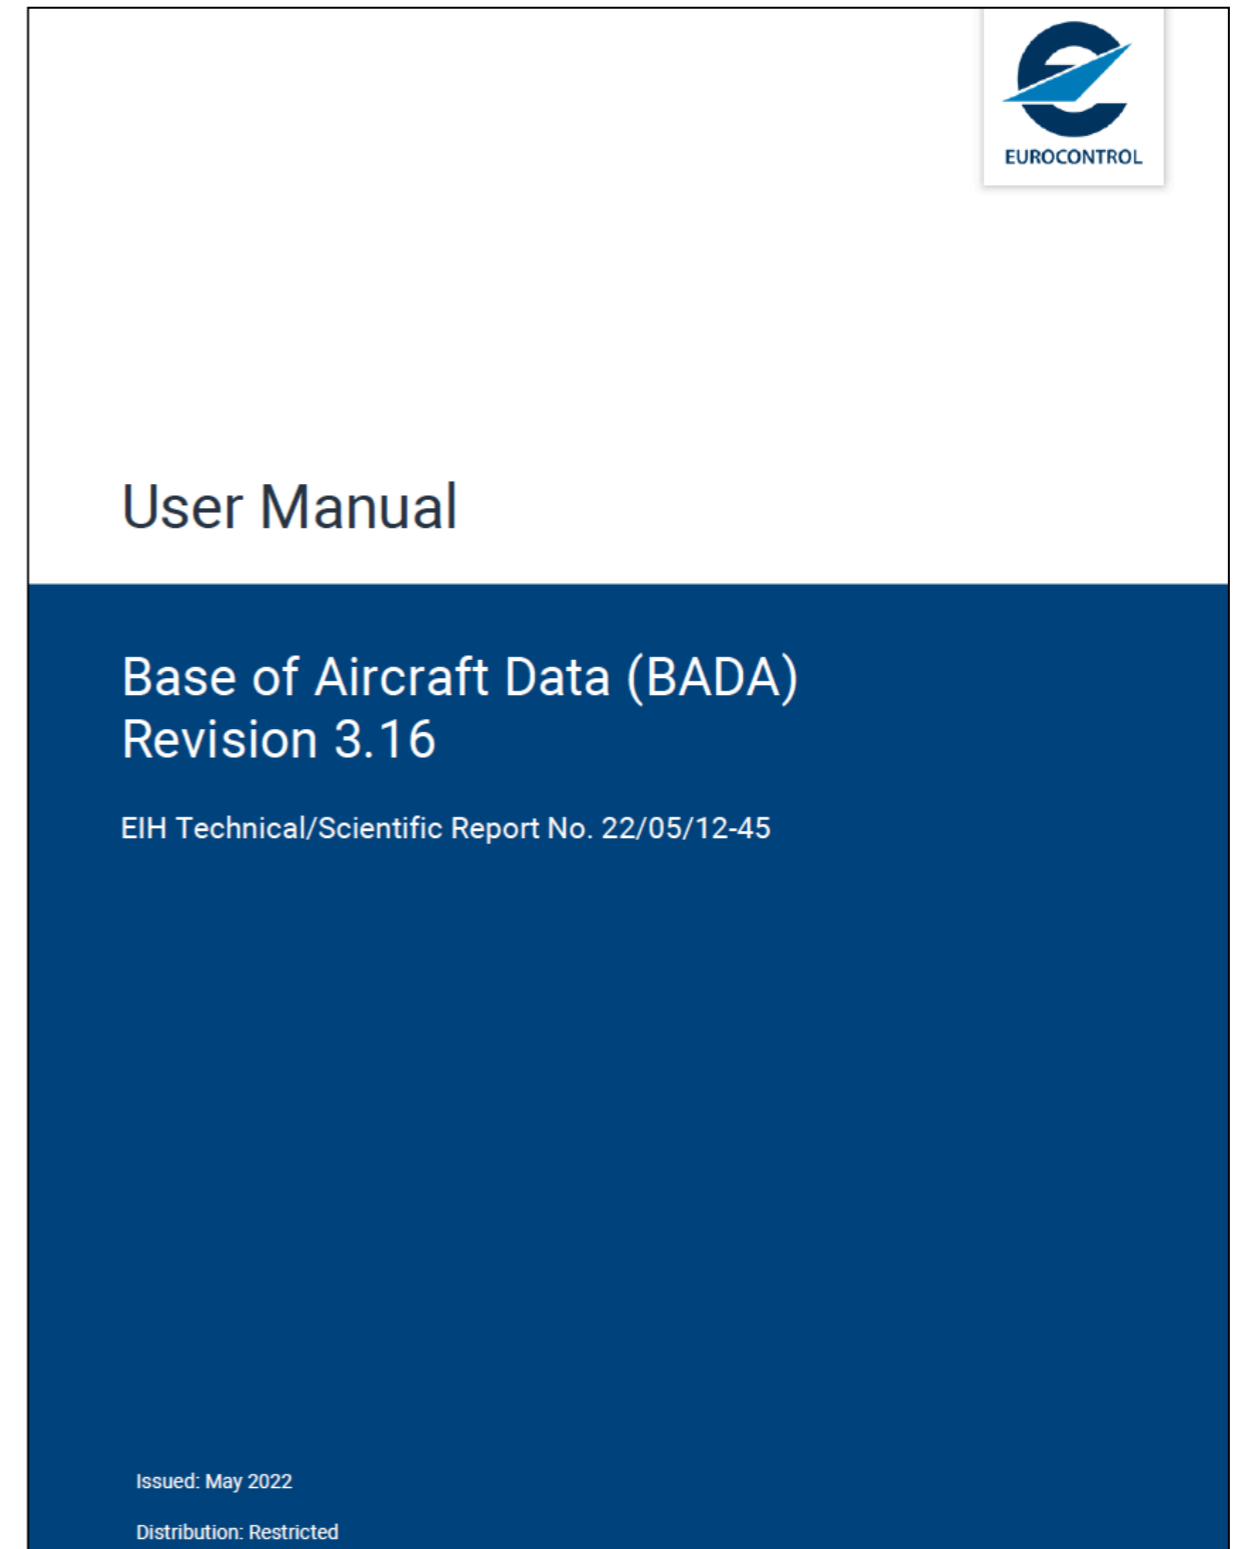 EUROCONTROL
User Manual
Base of Aircraft Data (BADA)
Revision 3.16
EIH Technical/Scientific Report No. 22/05/12-45
Issued: May 2022
Distribution: Restricted